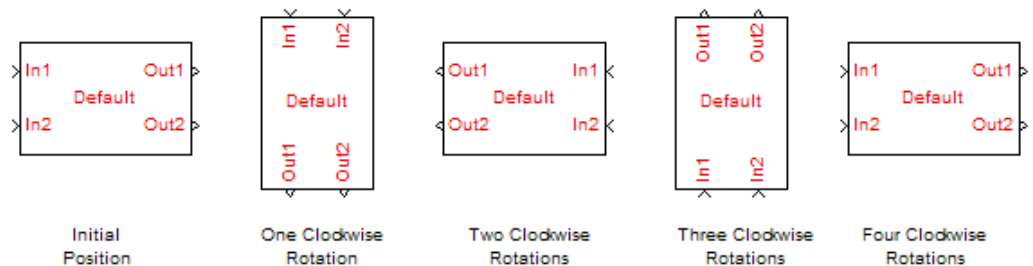 In1 Out1
Default
In2 Out2
Initial
Position
In1 In2
Default
Out1 Out2
One Clockwise
Rotation
Out1 In1
Default
Out2 In2
Two Clockwise
Rotations
Out1 Out2
Default
In1 In2
Three Clockwise
Rotations
In1 Out1
Default
In2 Out2
Four Clockwise
Rotations